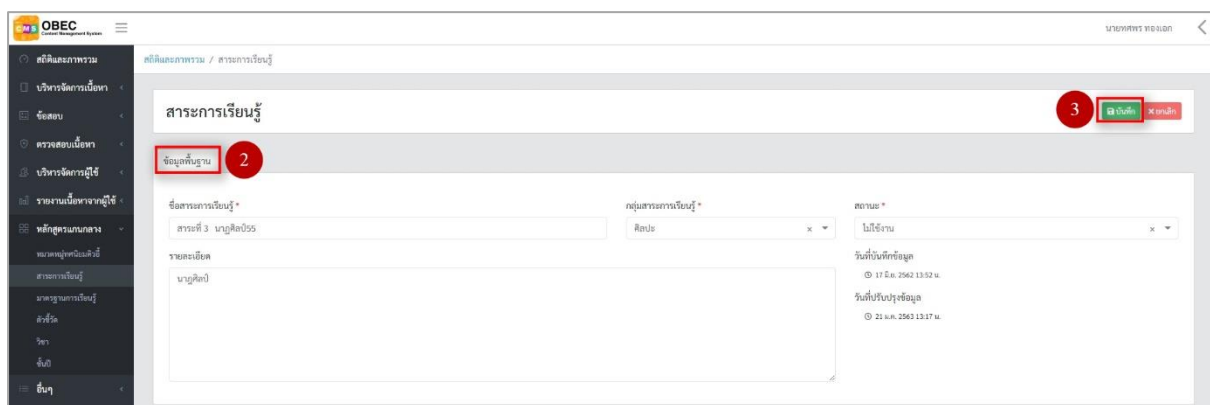 CMS OBEC
Content Management System
นายทศพร ทองเอก
สถิติและภาพรวม
บริหารจัดการเนื้อหา
ข้อสอบ
ตรวจสอบเนื้อหา
บริหารจัดการผู้ใช้
รายงานเนื้อหาจากผู้ใช้
หลักสูตรแกนกลาง
หมวดหมู่ทศนิยมดิวอี้
สาระการเรียนรู้
มาตรฐานการเรียนรู้
ตัวชี้วัด
วิชา
ชั้นปี
อื่นๆ
สถิติและภาพรวม / สาระการเรียนรู้
สาระการเรียนรู้
3 บันทึก × ยกเลิก
ข้อมูลพื้นฐาน 2
ชื่อสาระการเรียนรู้ * กลุ่มสาระการเรียนรู้ * สถานะ *
สาระที่ 3 นาฏศิลป์55 ศิลปะ × ไม่ใช้งาน ×
รายละเอียด วันที่บันทึกข้อมูล
นาฏศิลป์ 17 มิ.ย. 2562 13:52 น.
วันที่ปรับปรุงข้อมูล
21 ม.ค. 2563 13:17 น.